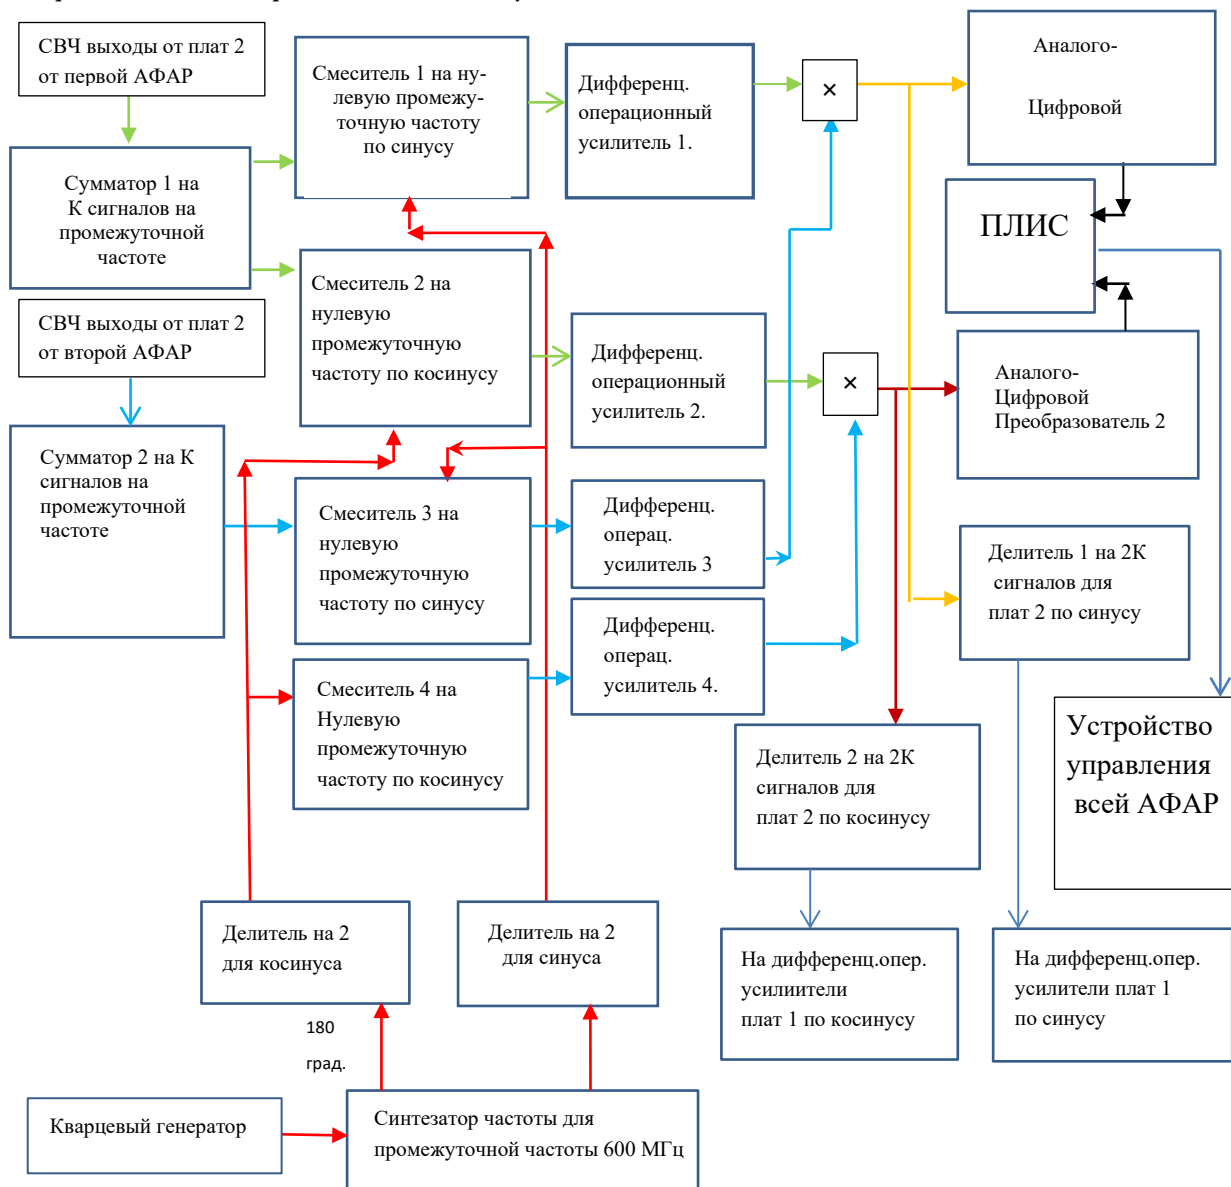 СВЧ выходы от плат 2
от первой АФАР
Смеситель 1 на ну-
левую промежу-
точную частоту
по синусу
Дифференц.
операционный
усилитель 1.
×
Аналого-
Цифровой
Сумматор 1 на
К сигналов на
промежуточной
частоте
ПЛИС
Смеситель 2 на
нулевую
промежуточную
частоту по косинусу
СВЧ выходы от плат 2
от второй АФАР
Дифференц.
операционный
усилитель 2.
×
Аналого-
Цифровой
Преобразователь 2
Сумматор 2 на К
сигналов на
промежуточной
частоте
Смеситель 3 на
нулевую
промежуточную
частоту по синусу
Дифференц.
операц.
усилитель 3
Делитель 1 на 2К
сигналов для
плат 2 по синусу
Смеситель 4 на
Нулевую
промежуточную
частоту по косинусу
Дифференц.
операц.
усилитель 4.
Делитель 2 на 2К
сигналов для
плат 2 по косинусу
Устройство
управления
всей АФАР
Делитель на 2
для косинуса
Делитель на 2
для синуса
На дифференц.опер.
усилиители
плат 1 по косинусу
На дифференц.опер.
усилители плат 1
по синусу
180
град.
Кварцевый генератор
Синтезатор частоты для
промежуточной частоты 600 МГц